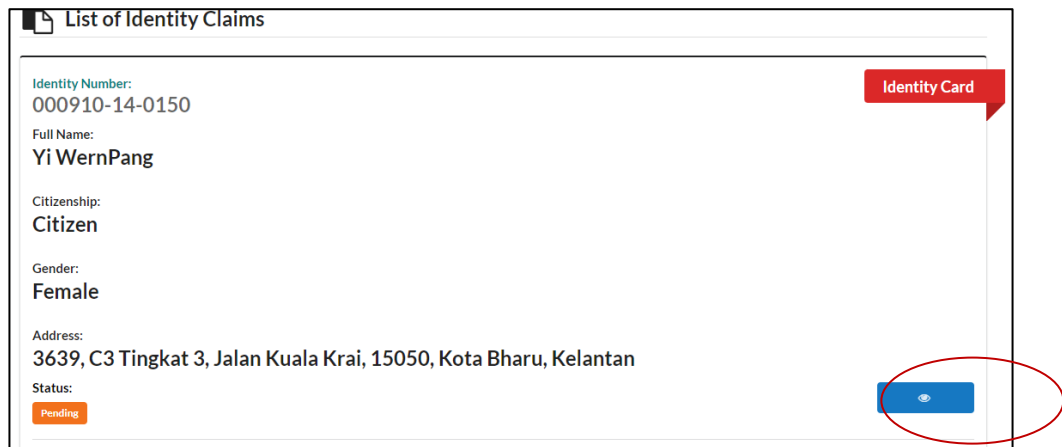 List of Identity Claims
Identity Number:
Identity Card
000910-14-0150
Full Name:
Yi WernPang
Citizenship:
Citizen
Gender:
Female
Address:
3639, C3 Tingkat 3, Jalan Kuala Krai, 15050, Kota Bharu, Kelantan
Status:
Pending